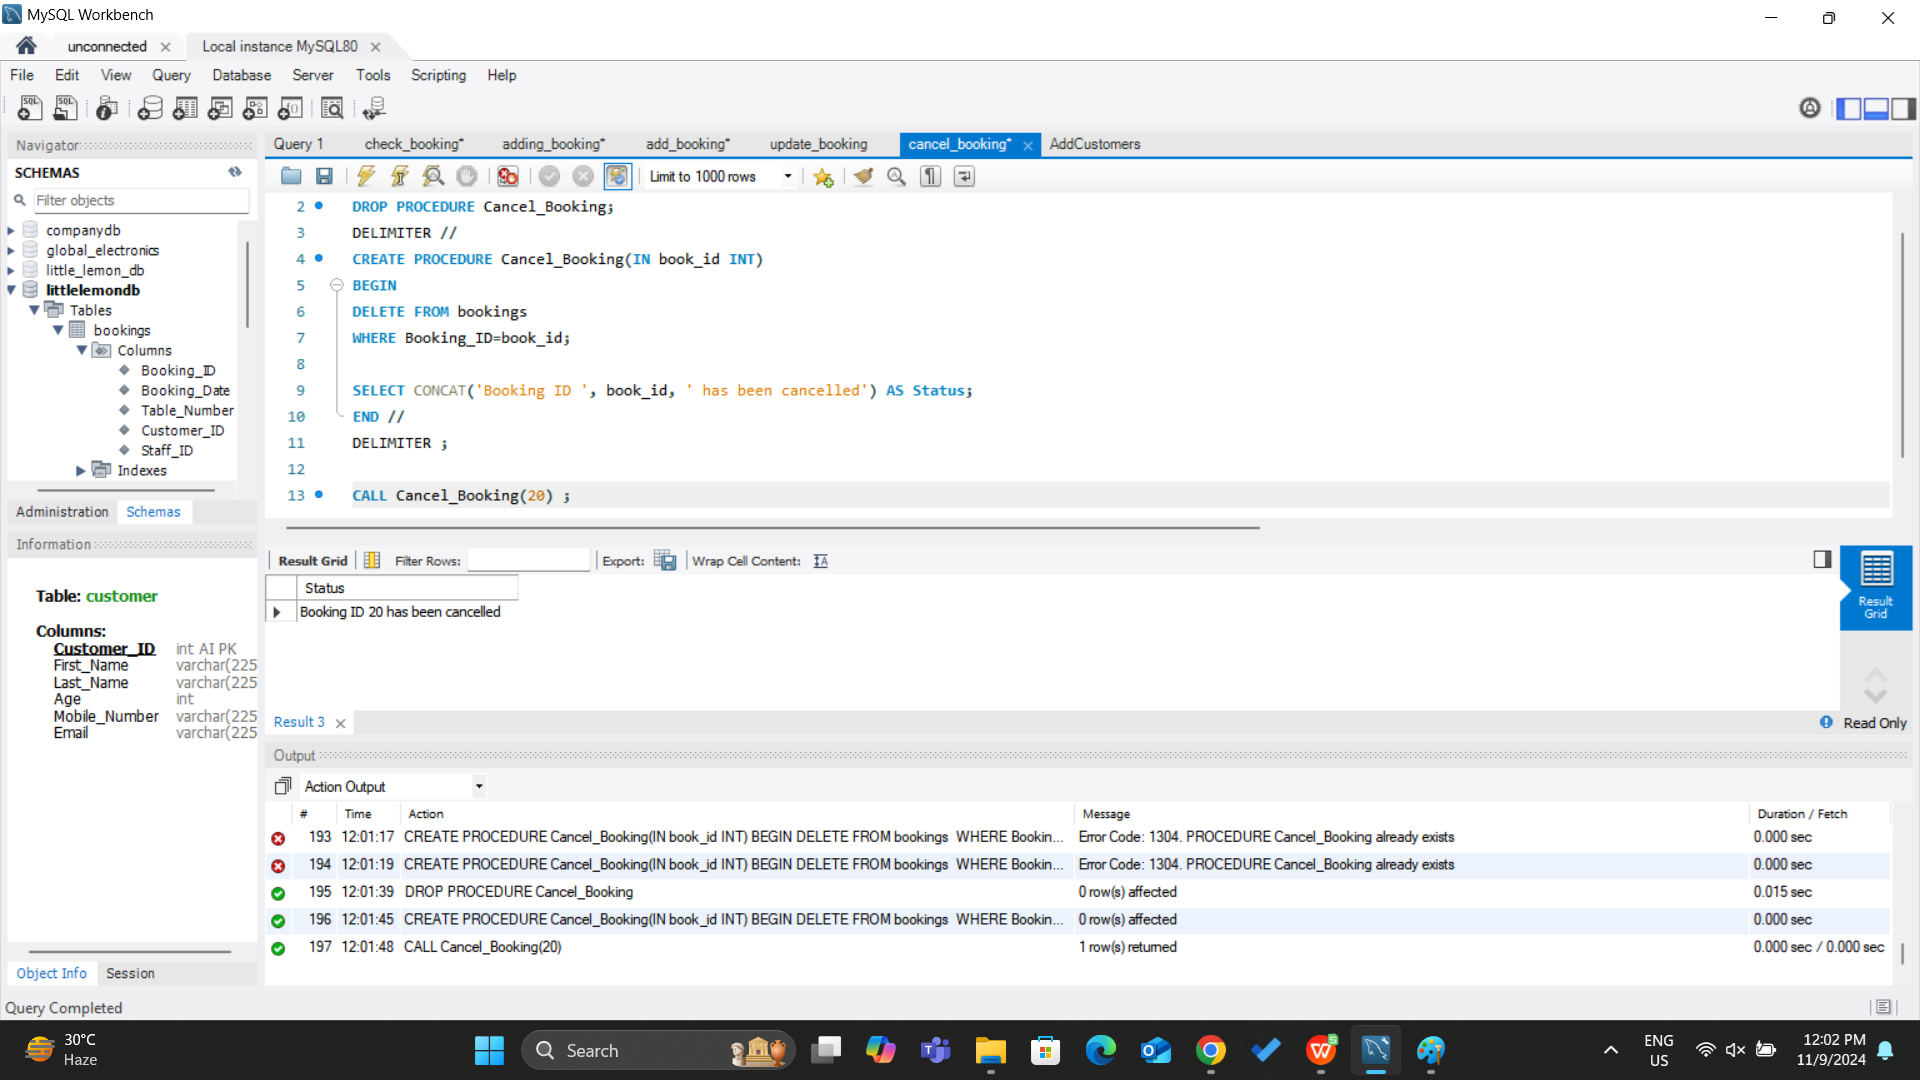 MySQL Workbench
unconnected
Local instance MySQL80
File Edit View Query Database Server Tools Scripting Help
Navigator
SCHEMAS
Filter objects
companydb
global_electronics
little_lemon_db
littlelemondb
Tables
bookings
Columns
Booking_ID
Booking_Date
Table_Number
Customer_ID
Staff_ID
Indexes
Administration Schemas
Information
Table: customer
Columns:
Customer_ID int AI PK
First_Name varchar(225
Last_Name varchar(225
Age int
Mobile_Number varchar(225
Email varchar(225
Object Info Session
Query Completed
Query 1 check_booking* adding_booking* add_booking* update_booking cancel_booking* AddCustomers
Limit to 1000 rows
2 DROP PROCEDURE Cancel_Booking;
3 DELIMITER //
4 CREATE PROCEDURE Cancel_Booking(IN book_id INT)
5 BEGIN
6 DELETE FROM bookings
7 WHERE Booking_ID=book_id;
8
9 SELECT CONCAT('Booking ID ', book_id, ' has been cancelled') AS Status;
10 END //
11 DELIMITER ;
12
13 CALL Cancel_Booking(20) ;
Result Grid Filter Rows: Export: Wrap Cell Content:
Status
Booking ID 20 has been cancelled
Result Grid
Result 3
Read Only
Output
Action Output
# Time Action Message Duration / Fetch
193 12:01:17 CREATE PROCEDURE Cancel_Booking(IN book_id INT) BEGIN DELETE FROM bookings WHERE Bookin... Error Code: 1304. PROCEDURE Cancel_Booking already exists 0.000 sec
194 12:01:19 CREATE PROCEDURE Cancel_Booking(IN book_id INT) BEGIN DELETE FROM bookings WHERE Bookin... Error Code: 1304. PROCEDURE Cancel_Booking already exists 0.000 sec
195 12:01:39 DROP PROCEDURE Cancel_Booking 0 row(s) affected 0.015 sec
196 12:01:45 CREATE PROCEDURE Cancel_Booking(IN book_id INT) BEGIN DELETE FROM bookings WHERE Bookin... 0 row(s) affected 0.000 sec
197 12:01:48 CALL Cancel_Booking(20) 1 row(s) returned 0.000 sec / 0.000 sec
30°C
Haze
Search
ENG
US
12:02 PM
11/9/2024